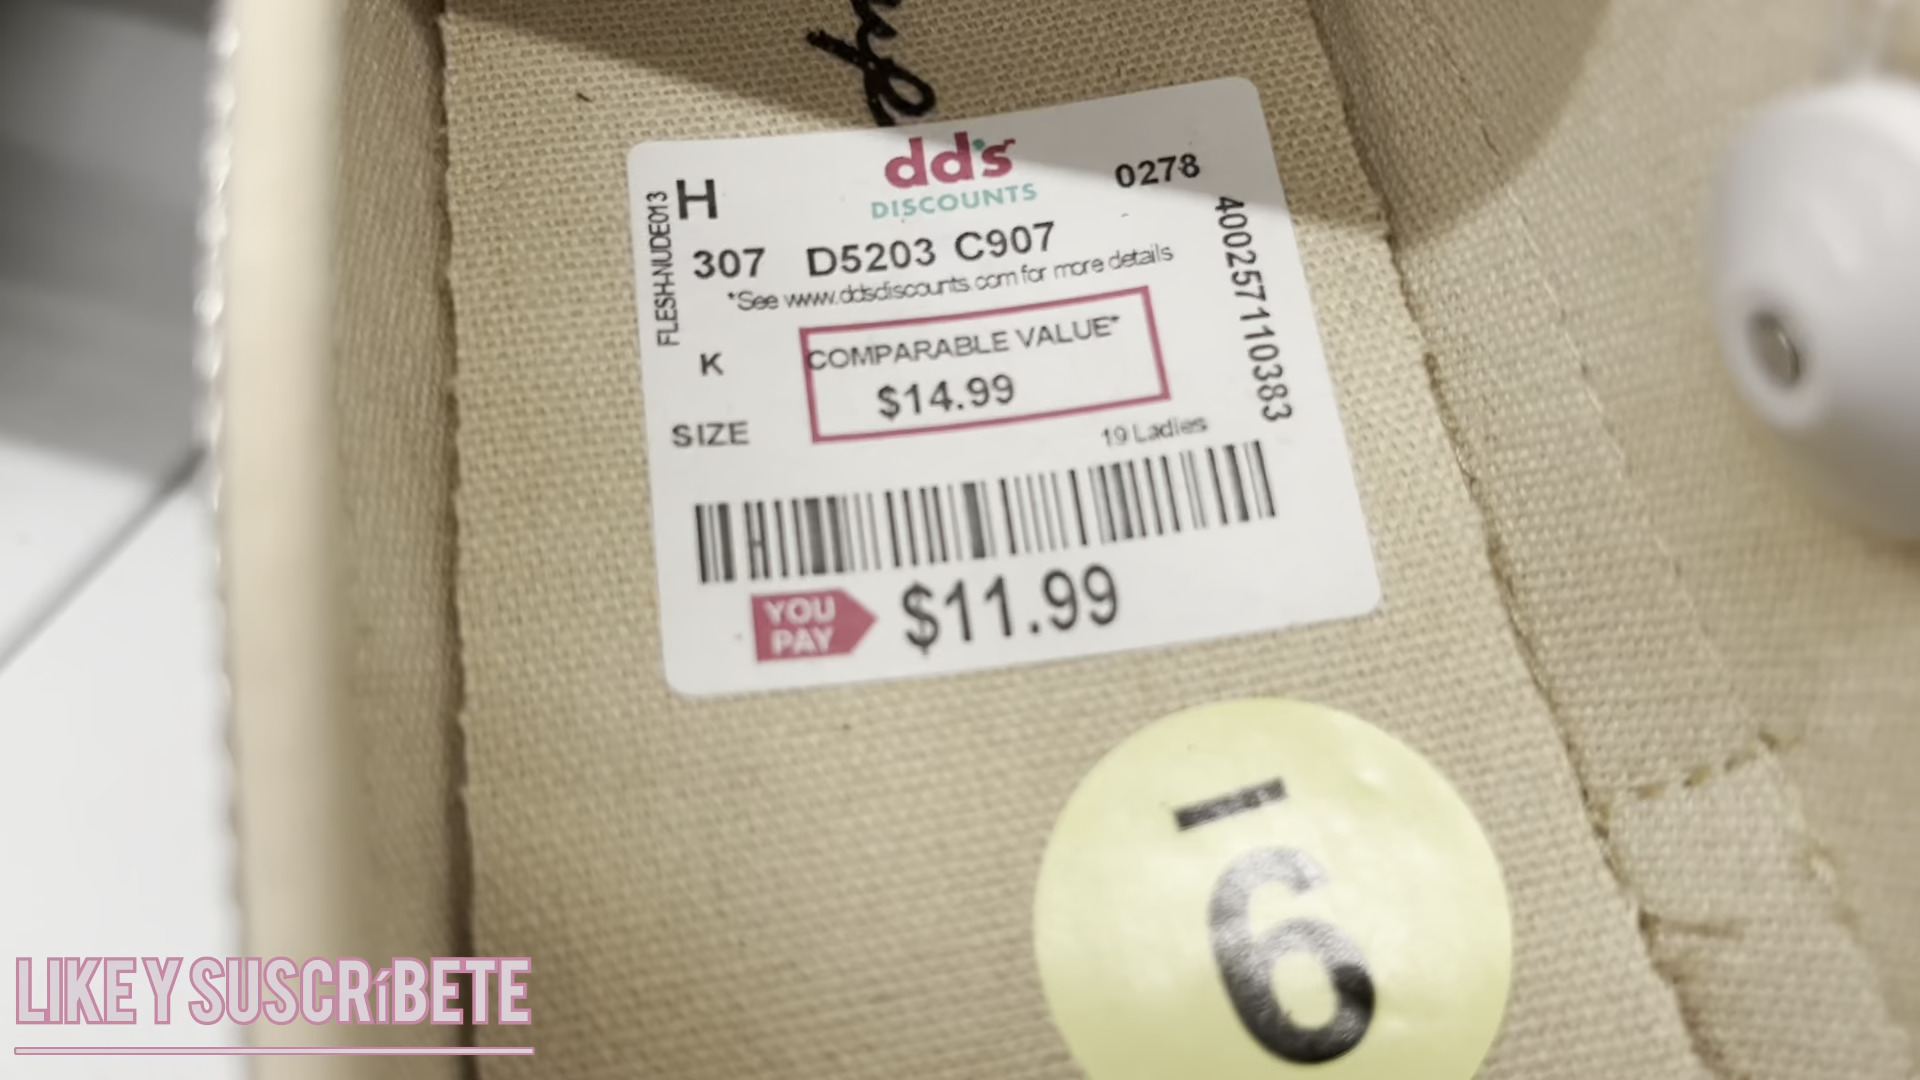 dd's
DISCOUNTS
H
0278
FLESH-NUDE013
307 D5203 C907
*See www.ddsdiscounts.com for more details
400257110383
K
COMPARABLE VALUE*
$14.99
SIZE
19 Ladies
YOU
PAY
$11.99
6
LIKE Y SUSCRíBETE